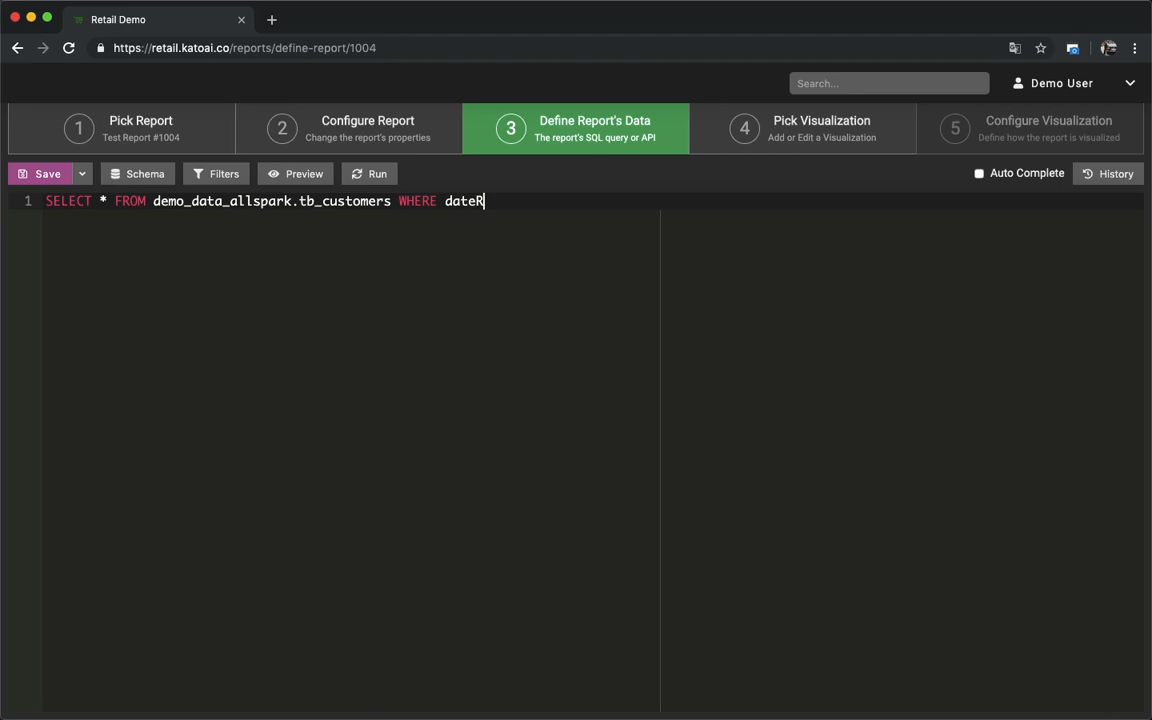 Retail Demo
https://retail.katoai.co/reports/define-report/1004
Search...
Demo User
1 Pick Report
Test Report #1004
2 Configure Report
Change the report's properties
3 Define Report's Data
The report's SQL query or API
4 Pick Visualization
Add or Edit a Visualization
5 Configure Visualization
Define how the report is visualized
Save Schema Filters Preview Run Auto Complete History
1 SELECT * FROM demo_data_allspark.tb_customers WHERE dateR